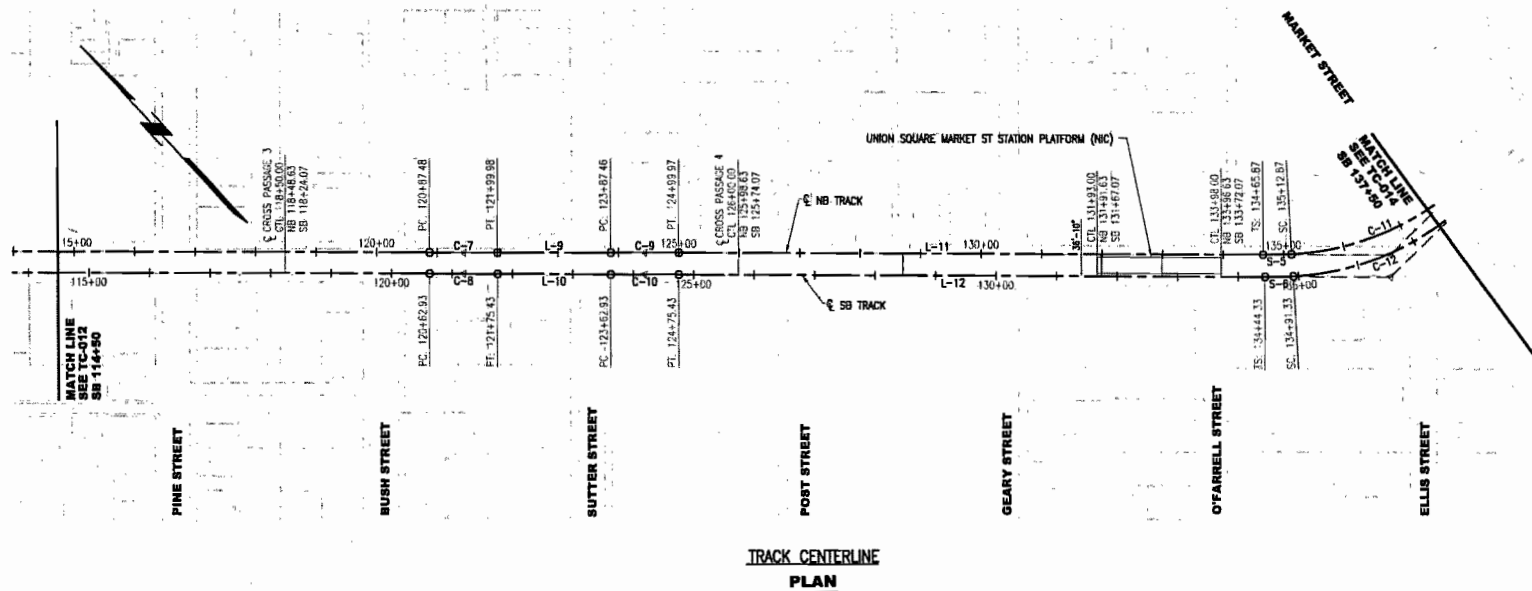 MARKET STREET
MATCH LINE
SEE TC-014
SB 137+50
UNION SQUARE MARKET ST STATION PLATFORM (NIC)
℄ CROSS PASSAGE 3
CTL 118+50.00
NB 118+48.63
SB 118+24.07
PC: 120+87.48
PT: 121+99.98
PC: 123+87.46
PT: 124+99.97
℄ CROSS PASSAGE 4
CTL 126+00.00
NB 125+98.63
SB 125+74.07
℄ NB TRACK
36'-10"
CTL 131+93.00
NB 131+91.63
SB 131+67.07
CTL 133+98.00
NB 133+96.63
SB 133+72.07
TS: 134+65.87
SC: 135+12.87
15+00
120+00
C-7
L-9
C-9
125+00
L-11
130+00
135+00
S-5
C-11
115+00
120+00
C-8
L-10
C-10
125+00
℄ SB TRACK
L-12
130+00
S-6
135+00
C-12
MATCH LINE
SEE TC-012
SB 114+50
PC: 120+62.93
PT: 121+75.43
PC: 123+62.93
PT: 124+75.43
TS: 134+44.33
SC: 134+91.33
PINE STREET
BUSH STREET
SUTTER STREET
POST STREET
GEARY STREET
O'FARRELL STREET
ELLIS STREET
TRACK CENTERLINE
PLAN